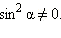 sin² α ≠ 0.